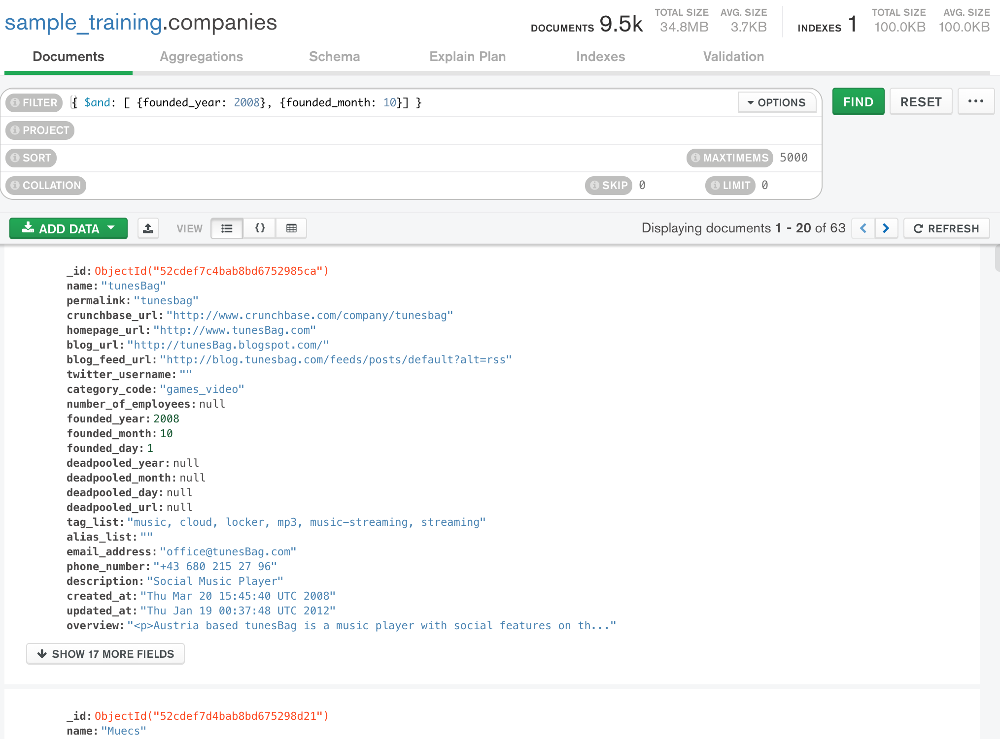 sample_training.companies
DOCUMENTS 9.5k TOTAL SIZE 34.8MB AVG. SIZE 3.7KB INDEXES 1 TOTAL SIZE 100.0KB AVG. SIZE 100.0KB
Documents Aggregations Schema Explain Plan Indexes Validation
FILTER { $and: [ {founded_year: 2008}, {founded_month: 10}] } OPTIONS FIND RESET ...
PROJECT
SORT MAXTIMEMS 5000
COLLATION SKIP 0 LIMIT 0
ADD DATA VIEW {} Displaying documents 1 - 20 of 63 < > REFRESH
_id: ObjectId("52cdef7c4bab8bd6752985ca")
name: "tunesBag"
permalink: "tunesbag"
crunchbase_url: "http://www.crunchbase.com/company/tunesbag"
homepage_url: "http://www.tunesBag.com"
blog_url: "http://tunesBag.blogspot.com/"
blog_feed_url: "http://blog.tunesbag.com/feeds/posts/default?alt=rss"
twitter_username: ""
category_code: "games_video"
number_of_employees: null
founded_year: 2008
founded_month: 10
founded_day: 1
deadpooled_year: null
deadpooled_month: null
deadpooled_day: null
deadpooled_url: null
tag_list: "music, cloud, locker, mp3, music-streaming, streaming"
alias_list: ""
email_address: "office@tunesBag.com"
phone_number: "+43 680 215 27 96"
description: "Social Music Player"
created_at: "Thu Mar 20 15:45:40 UTC 2008"
updated_at: "Thu Jan 19 00:37:48 UTC 2012"
overview: "<p>Austria based tunesBag is a music player with social features on th..."
SHOW 17 MORE FIELDS
_id: ObjectId("52cdef7d4bab8bd675298d21")
name: "Muecs"